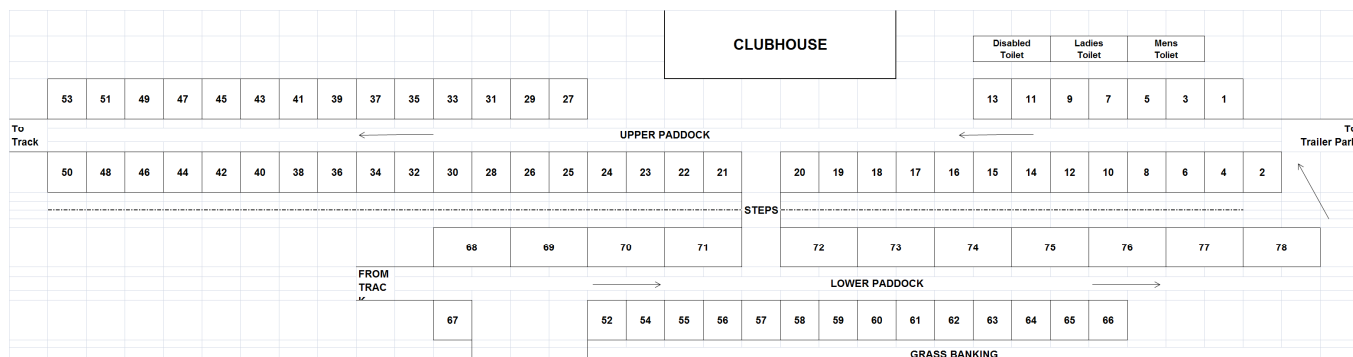 CLUBHOUSE
Disabled Ladies Mens
Toilet Toilet Toliet
53 51 49 47 45 43 41 39 37 35 33 31 29 27 13 11 9 7 5 3 1
To
Track
UPPER PADDOCK
To
Trailer Park
50 48 46 44 42 40 38 36 34 32 30 28 26 25 24 23 22 21 20 19 18 17 16 15 14 12 10 8 6 4 2
STEPS
68 69 70 71 72 73 74 75 76 77 78
FROM
TRAC
K
LOWER PADDOCK
67 52 54 55 56 57 58 59 60 61 62 63 64 65 66
GRASS BANKING